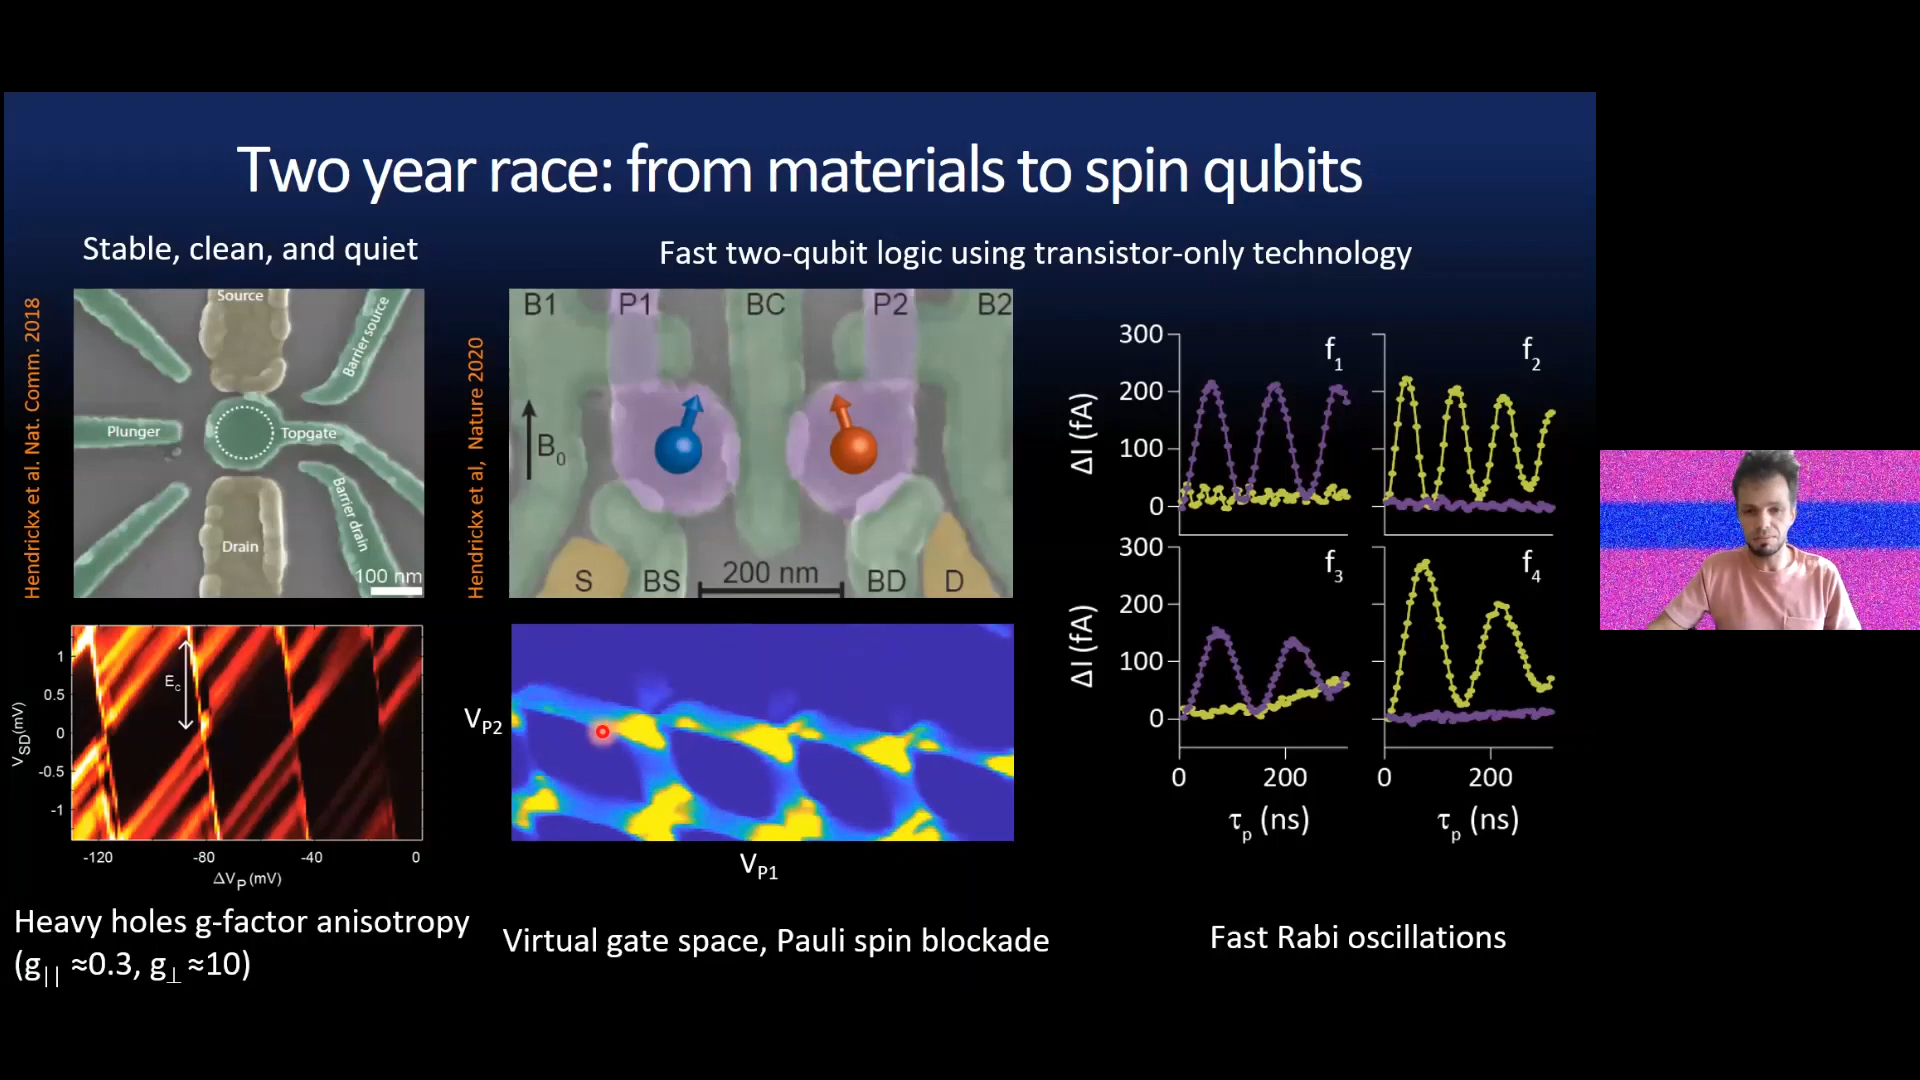 Two year race: from materials to spin qubits
Stable, clean, and quiet
Fast two-qubit logic using transistor-only technology
Hendrickx et al. Nat. Comm. 2018
Source
Barrier source
Plunger
Topgate
Drain
Barrier drain
100 nm
Hendrickx et al, Nature 2020
B1 P1 BC P2 B2
B0
S BS 200 nm BD D
300
200
100
0
ΔI (fA)
f1
f2
300
200
100
0
ΔI (fA)
f3
f4
0 200
0 200
τp (ns)
τp (ns)
1
0.5
0
-0.5
-1
VSD(mV)
Ec
-120 -80 -40 0
ΔVP(mV)
VP2
VP1
Heavy holes g-factor anisotropy
(g|| ≈0.3, g⊥≈10)
Virtual gate space, Pauli spin blockade
Fast Rabi oscillations